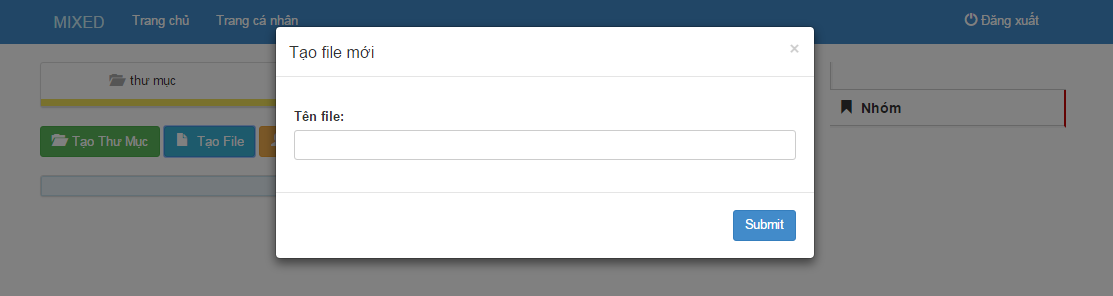 MIXED Trang chủ Trang cá nhân Đăng xuất
Tạo file mới ×
thư mục
Nhóm
Tên file:
Tạo Thư Mục Tạo File
Submit